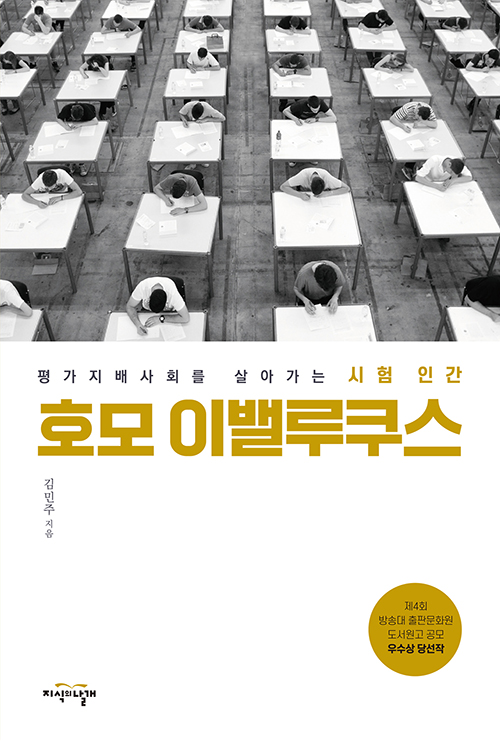 평가지배사회를 살아가는 시험 인간
호모 이밸루쿠스
김민주 지음
제4회
방송대 출판문화원
도서원고 공모
우수상 당선작
지식의날개